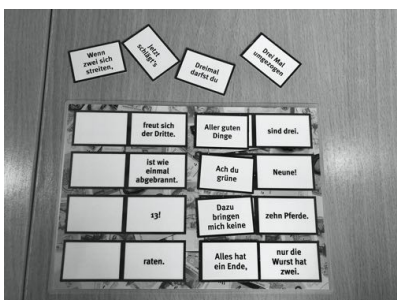 Wenn
zwei sich
streiten,
jetzt
schlägt's
Dreimal
darfst du
Drei Mal
umgezogen
freut sich
der Dritte.
Aller guten
Dinge
sind drei.
ist wie
einmal
abgebrannt.
Ach du
grüne
Neune!
13!
Dazu
bringen
mich keine
zehn Pferde.
raten.
Alles hat
ein Ende,
nur die
Wurst hat
zwei.